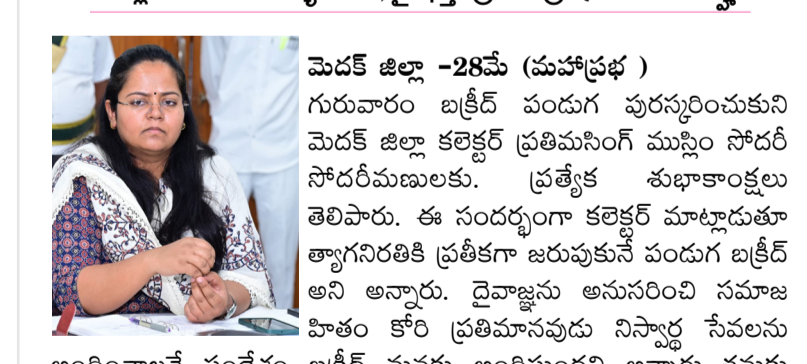 మెదక్ జిల్లా -28మే (మహాప్రభ )
గురువారం బక్రీద్ పండుగ పురస్కరించుకుని
మెదక్ జిల్లా కలెక్టర్ ప్రతిమసింగ్ ముస్లిం సోదరీ
సోదరీమణులకు. ప్రత్యేక శుభాకాంక్షలు
తెలిపారు. ఈ సందర్భంగా కలెక్టర్ మాట్లాడుతూ
త్యాగనిరతికి ప్రతీకగా జరుపుకునే పండుగ బక్రీద్
అని అన్నారు. దైవాజ్ఞను అనుసరించి సమాజ
హితం కోరి ప్రతిమానవుడు నిస్వార్థ సేవలను